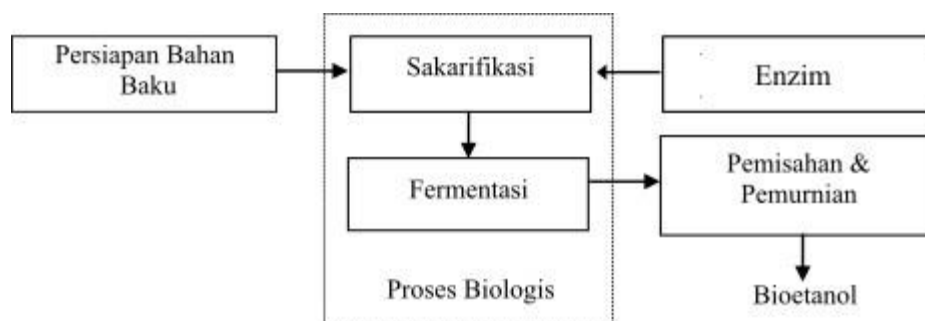 Persiapan Bahan
Baku
Sakarifikasi
Enzim
Fermentasi
Pemisahan &
Pemurnian
Proses Biologis
Bioetanol